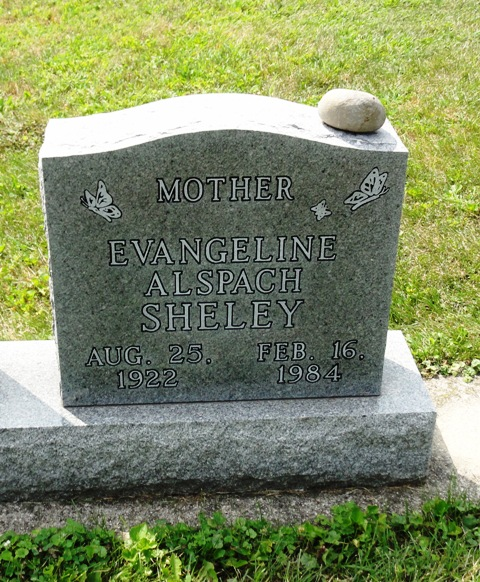 MOTHER
EVANGELINE
ALSPACH
SHELEY
AUG. 25, FEB. 16,
1922 1984